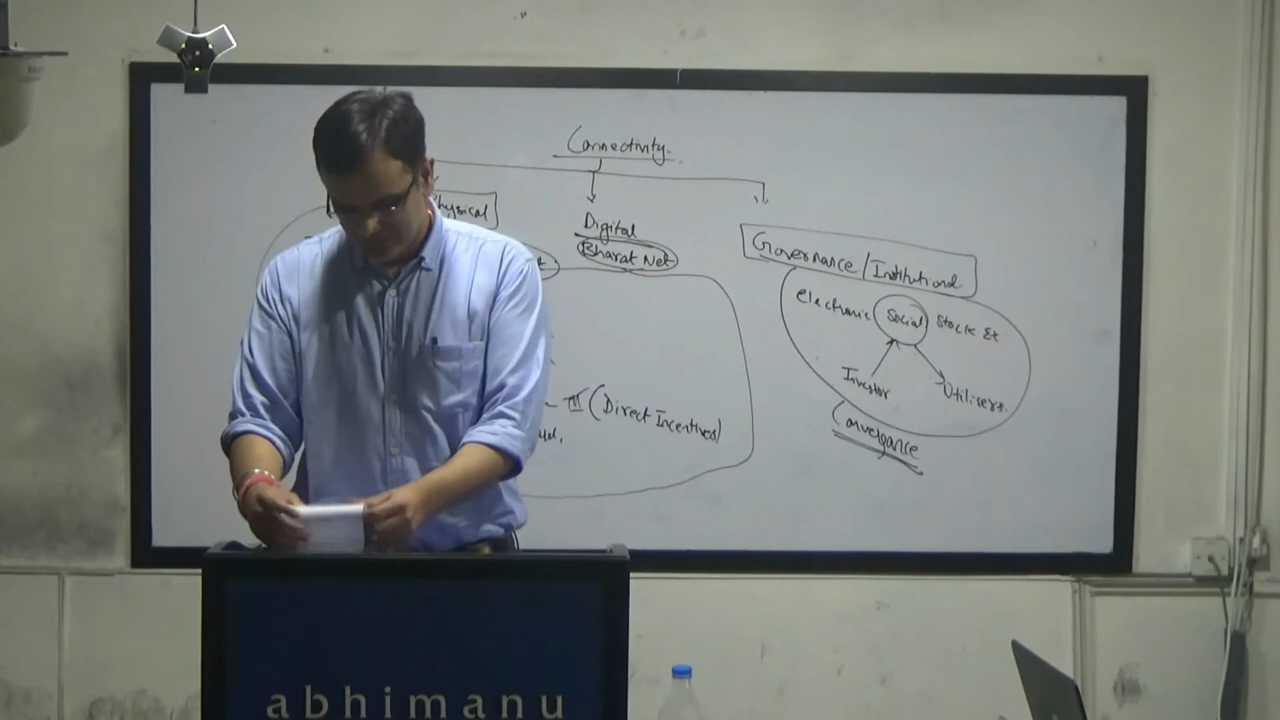 Connectivity.
Physical
Digital
Bharat Net
Governance/Institutional
electronic Social Stock Ex
Investor
Utilisers.
Convergance
III (Direct Incentives)
abhimanu